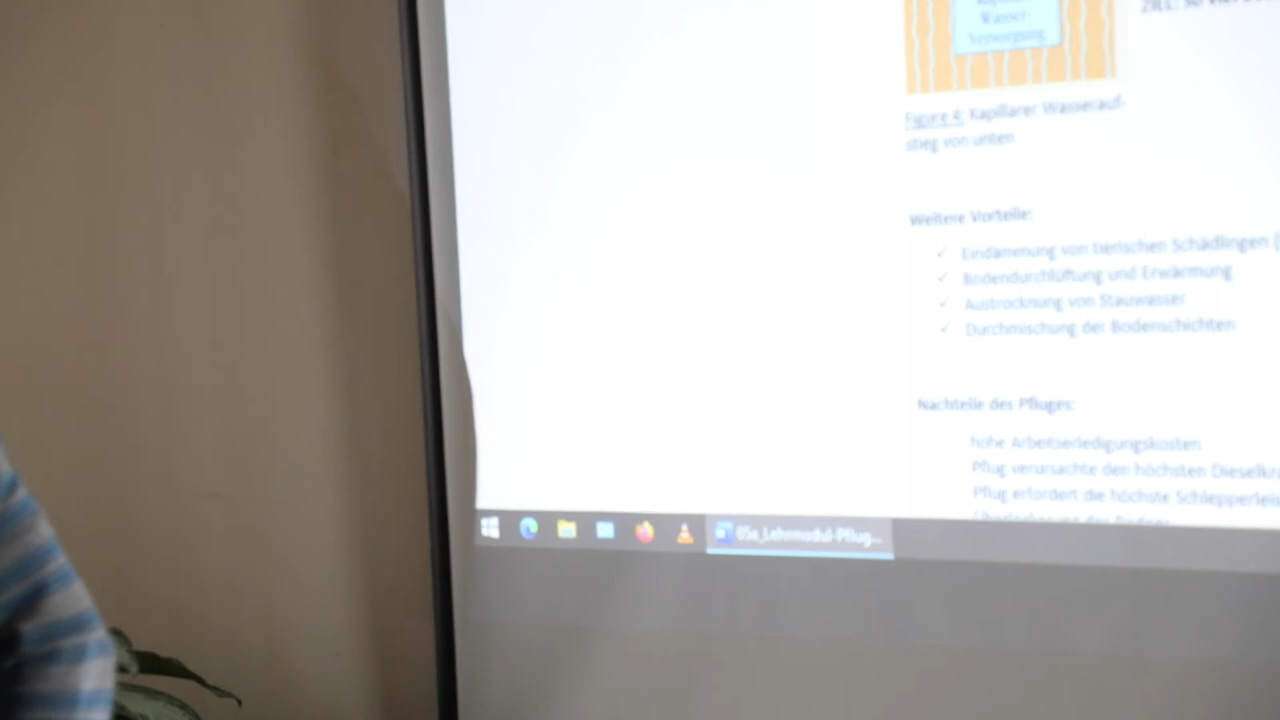 Wasser-
Versorgung
Figure 4: Kapillarer Wasserauf-
stieg von unten
Weitere Vorteile:
✓ Eindämmung von tierischen Schädlingen (
✓ Bodendurchlüftung und Erwärmung
✓ Austrocknung von Stauwasser
✓ Durchmischung der Bodenschichten
Nachteile des Pfluges:
hohe Arbeitserledigungskosten
Pflug verursachte den höchsten Dieselkr
Pflug erfordert die höchste Schlepperleis
05a_Lehrmodul-Pflug...